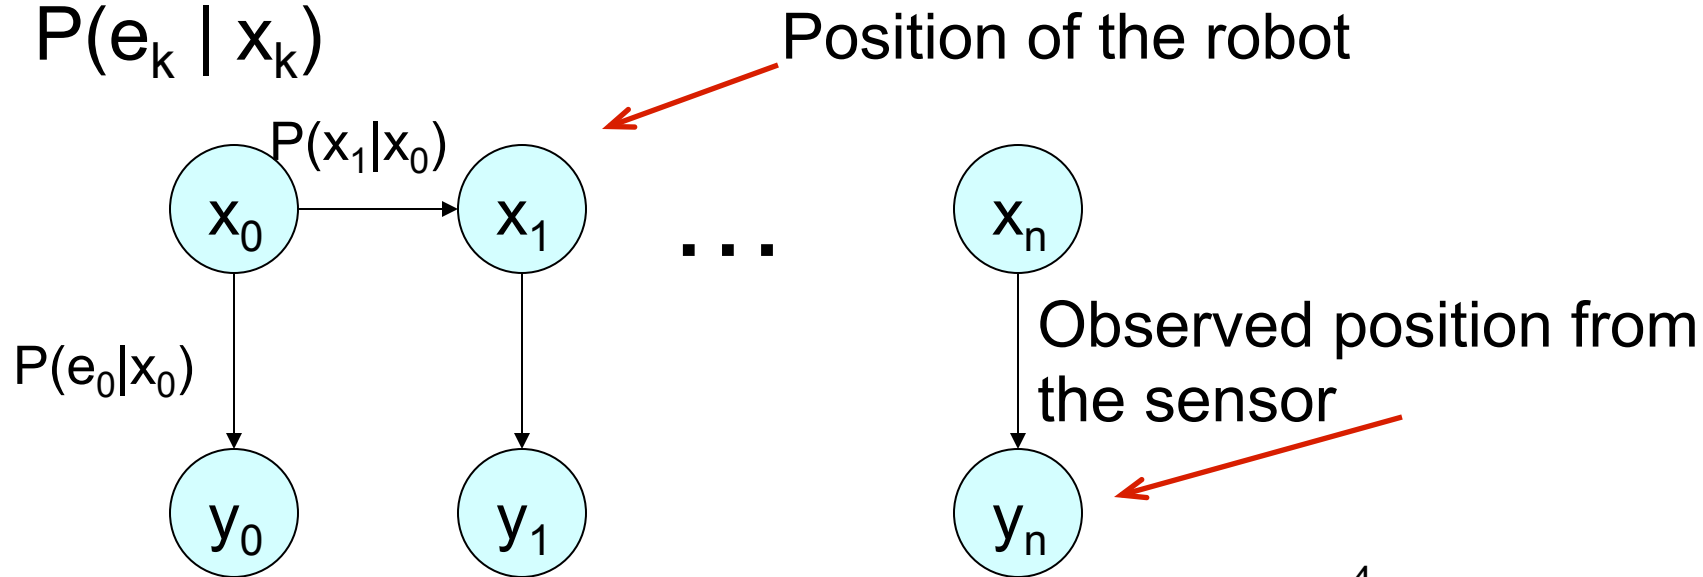 P(eₖ | xₖ)
Position of the robot
P(x₁|x₀)
x₀
x₁
. . .
xₙ
P(e₀|x₀)
Observed position from
the sensor
y₀
y₁
yₙ